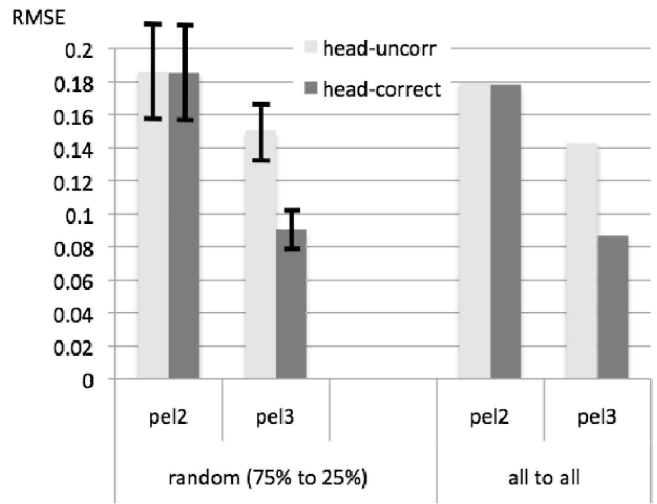 RMSE
0.2
0.18
0.16
0.14
0.12
0.1
0.08
0.06
0.04
0.02
0
head-uncorr
head-correct
pel2 pel3 pel2 pel3
random (75% to 25%) all to all